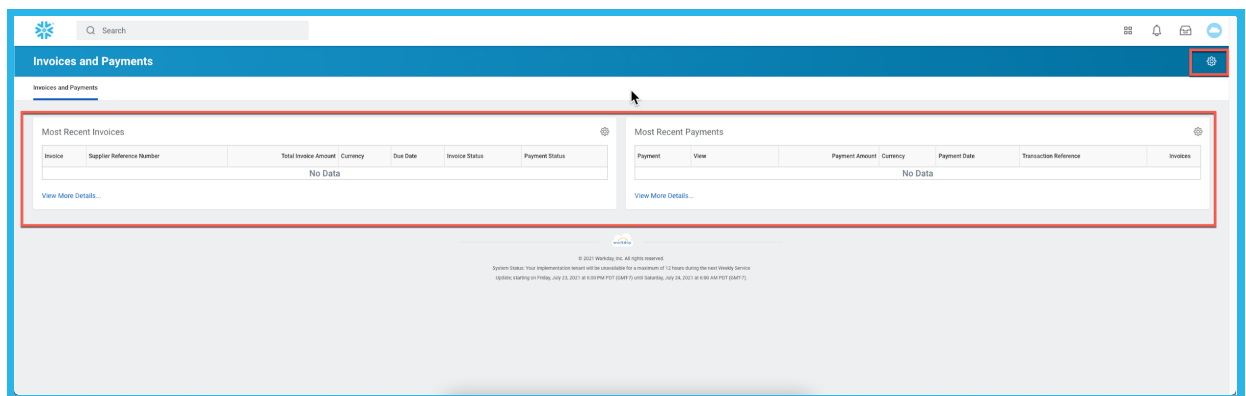 Search
Invoices and Payments
Invoices and Payments
Most Recent Invoices
Invoice Supplier Reference Number Total Invoice Amount Currency Due Date Invoice Status Payment Status
No Data
View More Details...
Most Recent Payments
Payment View Payment Amount Currency Payment Date Transaction Reference Invoices
No Data
View More Details...
workday
© 2021 Workday, Inc. All rights reserved.
System Status: Your implementation tenant will be unavailable for a maximum of 12 hours during the next Weekly Service
Update; starting on Friday, July 23, 2021 at 6:00 PM PDT (GMT-7) until Saturday, July 24, 2021 at 6:00 AM PDT (GMT-7).